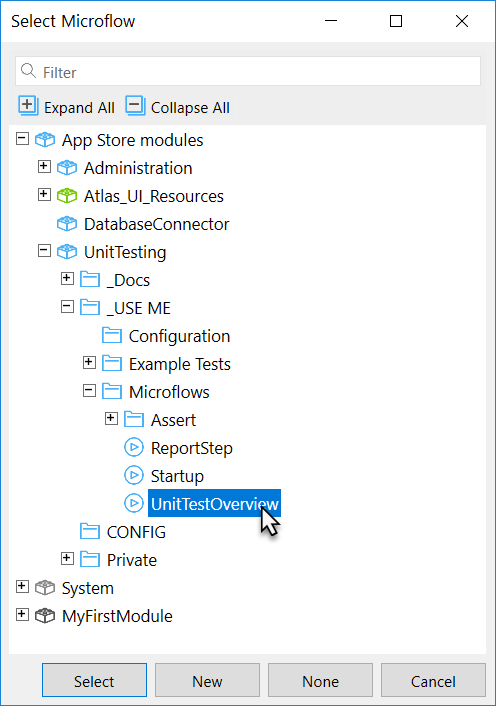 Select Microflow
Filter
Expand All Collapse All
App Store modules
Administration
Atlas_UI_Resources
DatabaseConnector
UnitTesting
_Docs
_USE ME
Configuration
Example Tests
Microflows
Assert
ReportStep
Startup
UnitTestOverview
CONFIG
Private
System
MyFirstModule
Select New None Cancel